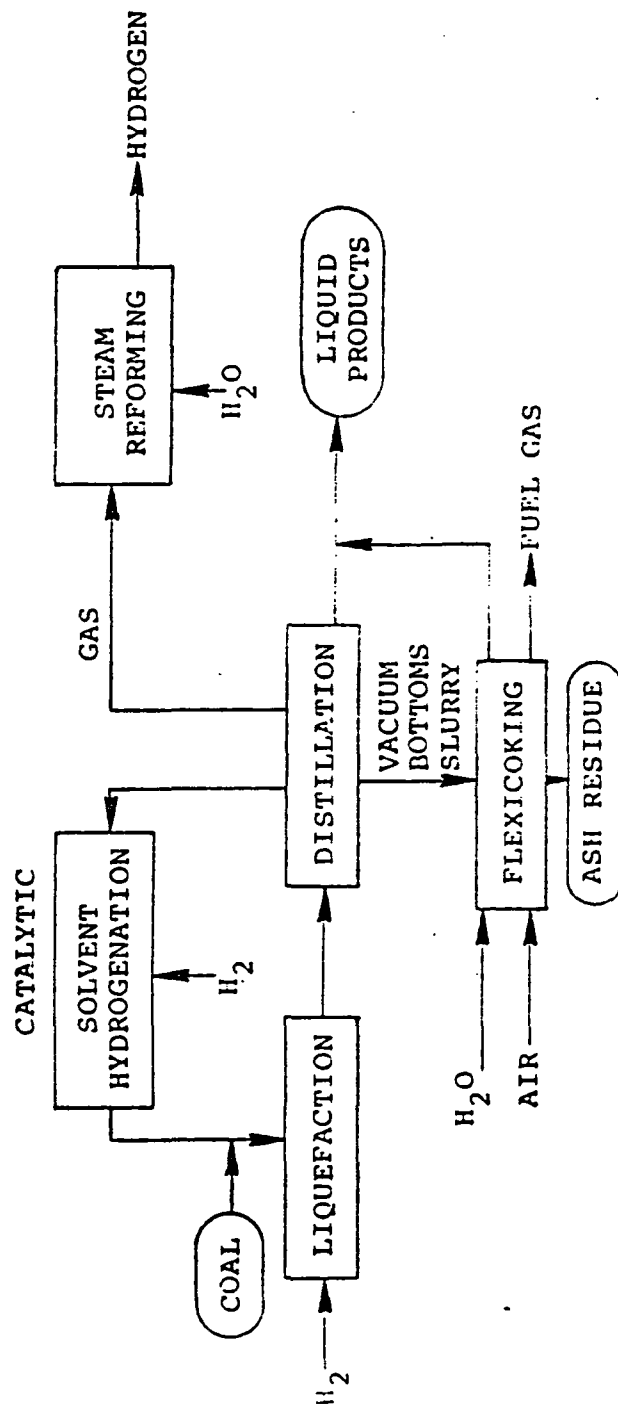 CATALYTIC
SOLVENT
HYDROGENATION
H2
GAS
STEAM
REFORMING
H2O
HYDROGEN
COAL
H2
LIQUEFACTION
DISTILLATION
LIQUID
PRODUCTS
VACUUM
BOTTOMS
SLURRY
H2O
AIR
FLEXICOKING
FUEL GAS
ASH RESIDUE